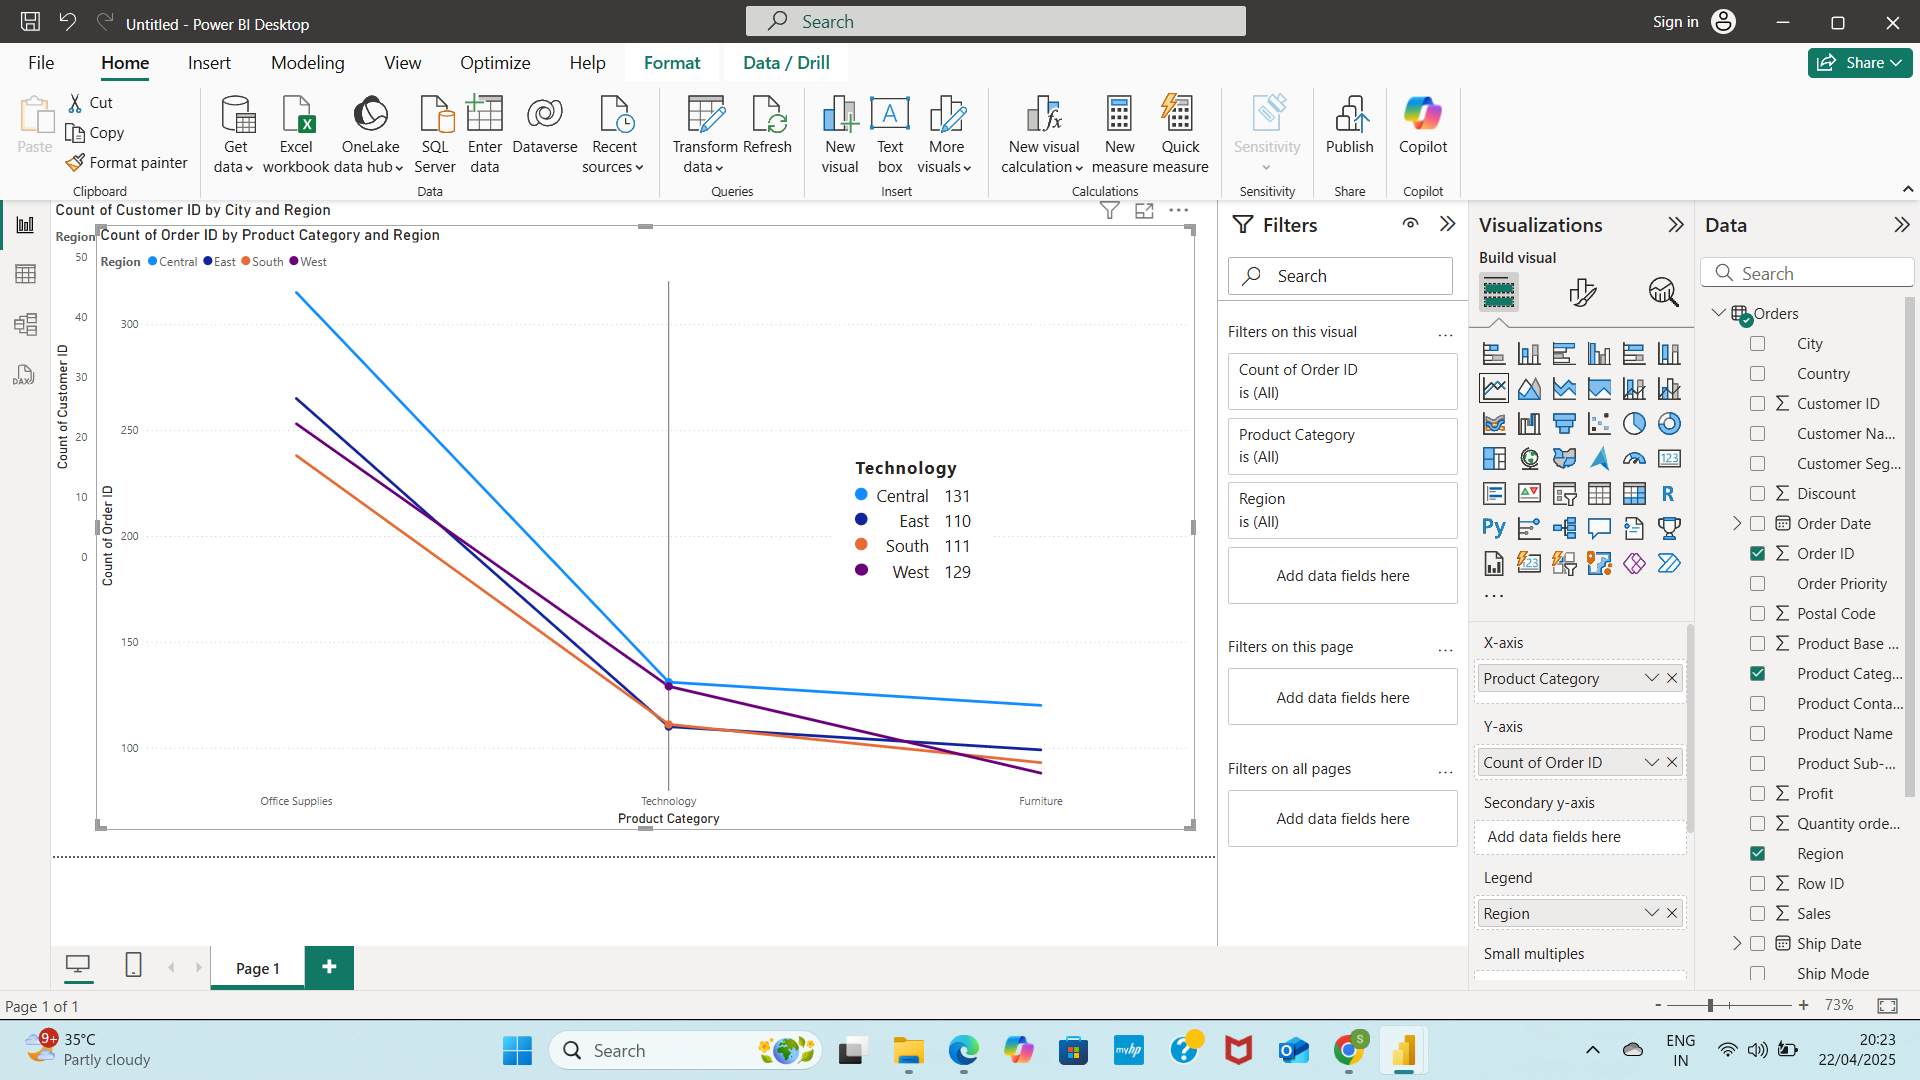 Untitled - Power BI Desktop
Search
Sign in
File Home Insert Modeling View Optimize Help Format Data / Drill
Share
Paste
Cut
Copy
Format painter
Clipboard
Get data
Excel workbook
OneLake data hub
SQL Server
Enter data
Dataverse
Recent sources
Data
Transform data
Refresh
Queries
New visual
Text box
More visuals
Insert
New visual calculation
New measure
Quick measure
Calculations
Sensitivity
Sensitivity
Publish
Share
Copilot
Copilot
Count of Customer ID by City and Region
Region
50
40
30
20
10
0
Count of Customer ID
Count of Order ID by Product Category and Region
Region Central East South West
300
250
200
150
100
Count of Order ID
Technology
Central 131
East 110
South 111
West 129
Office Supplies Technology Furniture
Product Category
Filters
Search
Filters on this visual
...
Count of Order ID
is (All)
Product Category
is (All)
Region
is (All)
Add data fields here
Filters on this page
...
Add data fields here
Filters on all pages
...
Add data fields here
Visualizations
Build visual
123
R
Py
123
...
X-axis
Product Category
Y-axis
Count of Order ID
Secondary y-axis
Add data fields here
Legend
Region
Small multiples
Data
Search
Orders
City
Country
Customer ID
Customer Na...
Customer Seg...
Discount
Order Date
Order ID
Order Priority
Postal Code
Product Base ...
Product Categ...
Product Conta...
Product Name
Product Sub-...
Profit
Quantity orde...
Region
Row ID
Sales
Ship Date
Ship Mode
DAX
Page 1
+
Page 1 of 1
- + 73%
9+
35°C
Partly cloudy
Search
myhp
S
ENG
IN
20:23
22/04/2025